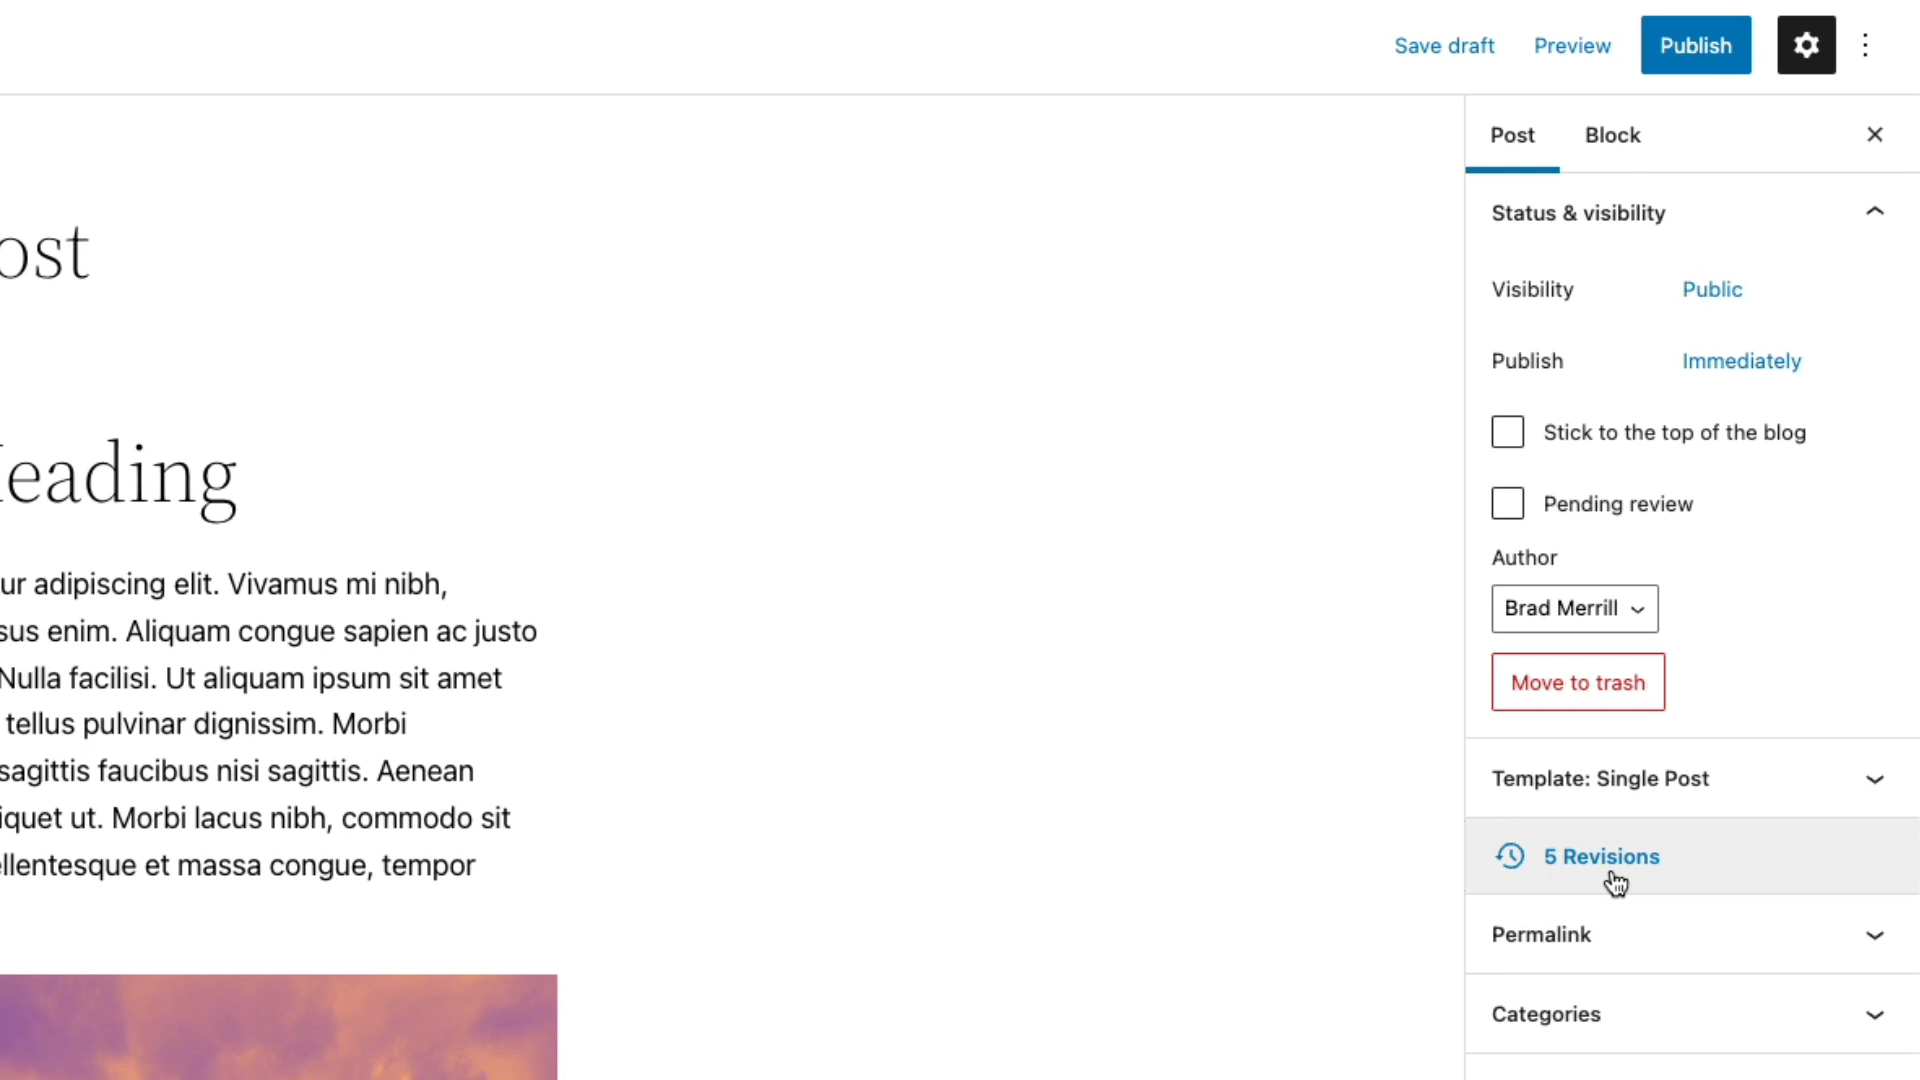 Save draft Preview Publish
Post Block
Status & visibility
Visibility Public
Publish Immediately
Stick to the top of the blog
Pending review
Author
Brad Merrill
Move to trash
Template: Single Post
5 Revisions
Permalink
Categories
ost
eading
ur adipiscing elit. Vivamus mi nibh,
sus enim. Aliquam congue sapien ac justo
Nulla facilisi. Ut aliquam ipsum sit amet
tellus pulvinar dignissim. Morbi
sagittis faucibus nisi sagittis. Aenean
iquet ut. Morbi lacus nibh, commodo sit
ellentesque et massa congue, tempor